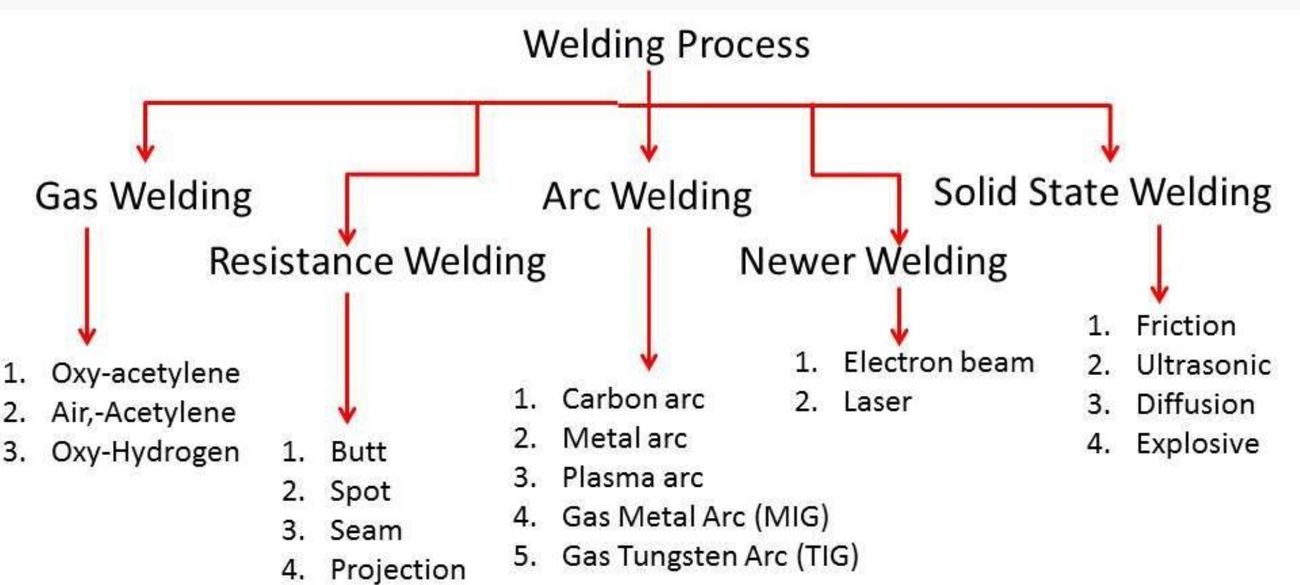 Welding Process
Gas Welding
Resistance Welding
Arc Welding
Newer Welding
Solid State Welding
1. Oxy-acetylene
2. Air,-Acetylene
3. Oxy-Hydrogen
1. Butt
2. Spot
3. Seam
4. Projection
1. Carbon arc
2. Metal arc
3. Plasma arc
4. Gas Metal Arc (MIG)
5. Gas Tungsten Arc (TIG)
1. Electron beam
2. Laser
1. Friction
2. Ultrasonic
3. Diffusion
4. Explosive